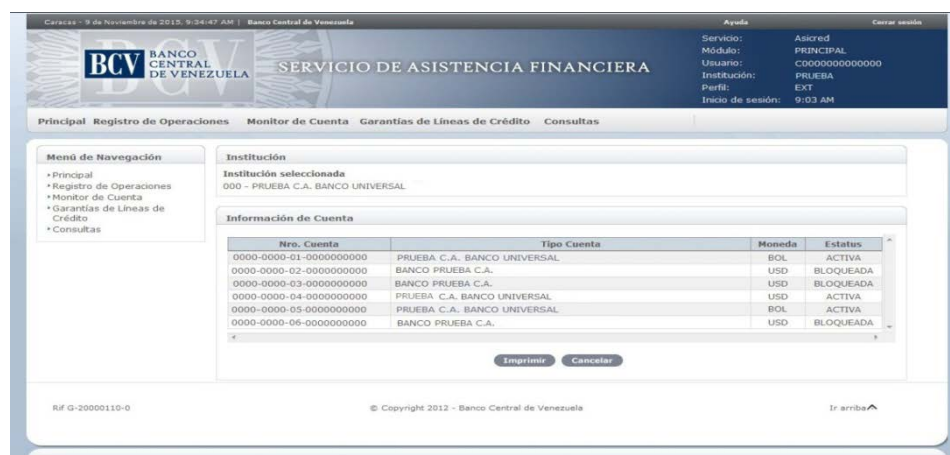 Caracas - 9 de Noviembre de 2015, 9:34:47 AM | Banco Central de Venezuela Ayuda Cerrar sesión
BCV BANCO CENTRAL DE VENEZUELA
SERVICIO DE ASISTENCIA FINANCIERA
Servicio: Asicred
Módulo: PRINCIPAL
Usuario: C0000000000000
Institución: PRUEBA
Perfil: EXT
Inicio de sesión: 9:03 AM
Principal Registro de Operaciones Monitor de Cuenta Garantías de Líneas de Crédito Consultas
Menú de Navegación
Principal
Registro de Operaciones
Monitor de Cuenta
Garantías de Líneas de
Crédito
Consultas
Institución
Institución seleccionada
000 - PRUEBA C.A. BANCO UNIVERSAL
Información de Cuenta
Nro. Cuenta Tipo Cuenta Moneda Estatus
0000-0000-01-0000000000 PRUEBA C.A. BANCO UNIVERSAL BOL ACTIVA
0000-0000-02-0000000000 BANCO PRUEBA C.A. USD BLOQUEADA
0000-0000-03-0000000000 BANCO PRUEBA C.A. USD BLOQUEADA
0000-0000-04-0000000000 PRUEBA C.A. BANCO UNIVERSAL USD ACTIVA
0000-0000-05-0000000000 PRUEBA C.A. BANCO UNIVERSAL BOL ACTIVA
0000-0000-06-0000000000 BANCO PRUEBA C.A. USD BLOQUEADA
Imprimir Cancelar
Rif G-20000110-0 © Copyright 2012 - Banco Central de Venezuela Ir arriba